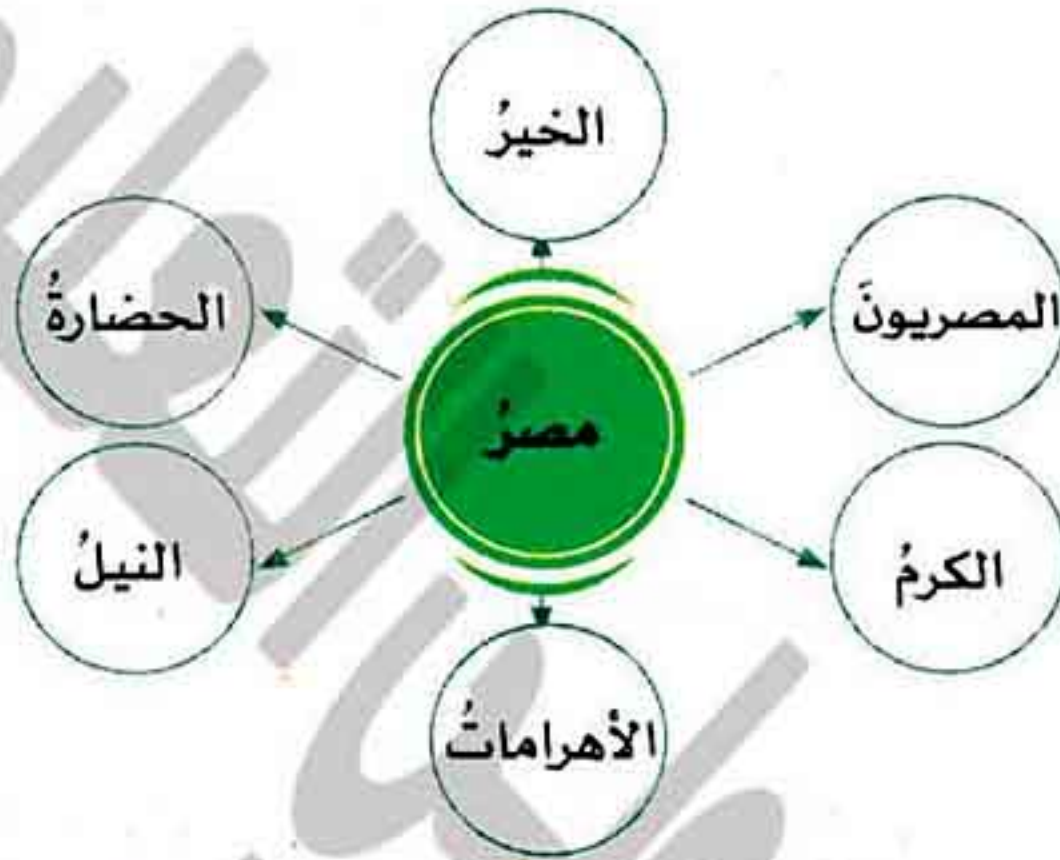 الخيرُ
المصريونَ
الحضارةُ
مصرُ
الكرمُ
النيلُ
الأهراماتُ